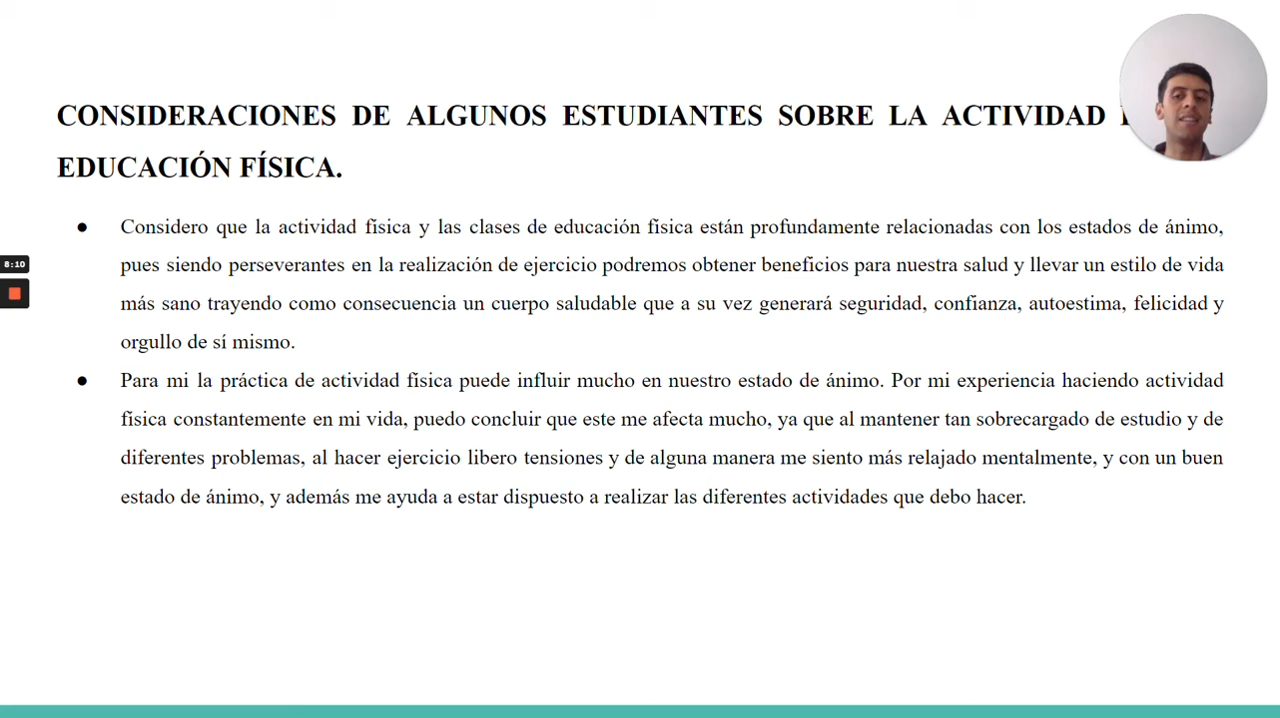 CONSIDERACIONES DE ALGUNOS ESTUDIANTES SOBRE LA ACTIVIDAD
EDUCACIÓN FÍSICA.
● Considero que la actividad física y las clases de educación física están profundamente relacionadas con los estados de ánimo,
pues siendo perseverantes en la realización de ejercicio podremos obtener beneficios para nuestra salud y llevar un estilo de vida
más sano trayendo como consecuencia un cuerpo saludable que a su vez generará seguridad, confianza, autoestima, felicidad y
orgullo de sí mismo.
● Para mi la práctica de actividad física puede influir mucho en nuestro estado de ánimo. Por mi experiencia haciendo actividad
física constantemente en mi vida, puedo concluir que este me afecta mucho, ya que al mantener tan sobrecargado de estudio y de
diferentes problemas, al hacer ejercicio libero tensiones y de alguna manera me siento más relajado mentalmente, y con un buen
estado de ánimo, y además me ayuda a estar dispuesto a realizar las diferentes actividades que debo hacer.
8:10